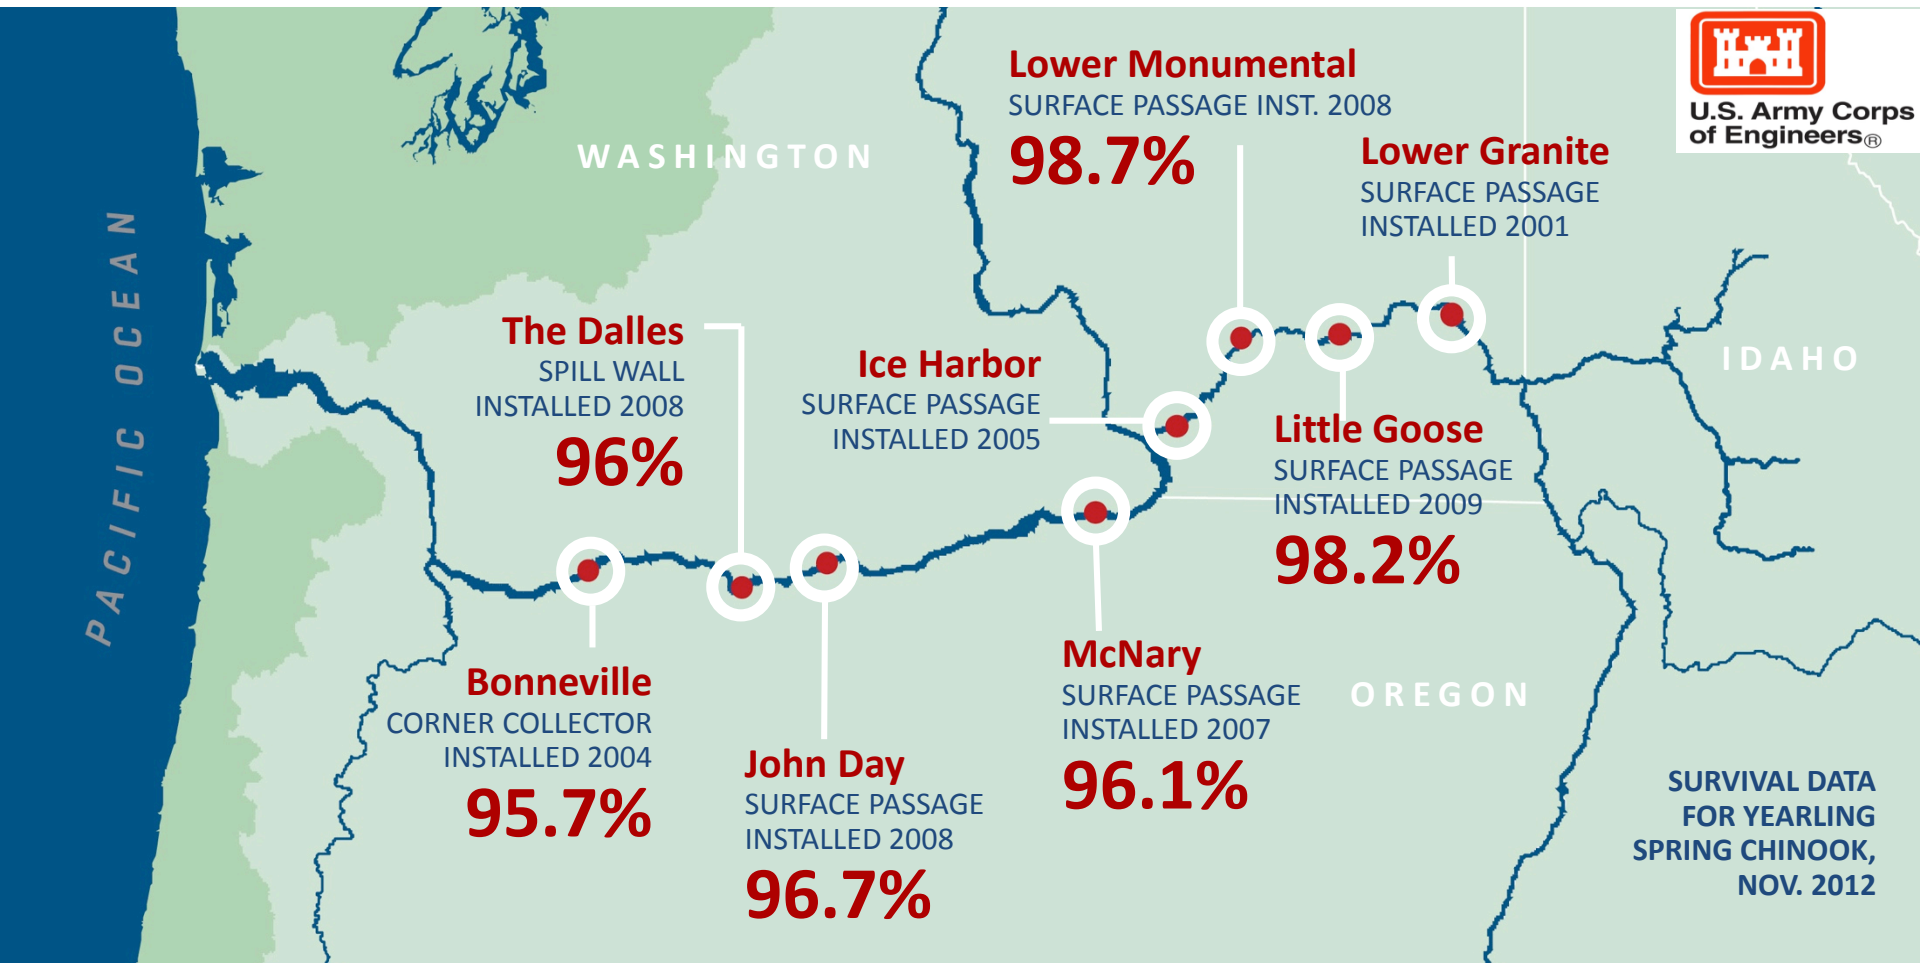 Lower Monumental
SURFACE PASSAGE INST. 2008
98.7%
U.S. Army Corps
of Engineers®
WASHINGTON
Lower Granite
SURFACE PASSAGE
INSTALLED 2001
PACIFIC OCEAN
The Dalles
SPILL WALL
INSTALLED 2008
96%
Ice Harbor
SURFACE PASSAGE
INSTALLED 2005
IDAHO
Little Goose
SURFACE PASSAGE
INSTALLED 2009
98.2%
Bonneville
CORNER COLLECTOR
INSTALLED 2004
95.7%
John Day
SURFACE PASSAGE
INSTALLED 2008
96.7%
McNary
SURFACE PASSAGE
INSTALLED 2007
96.1%
OREGON
SURVIVAL DATA
FOR YEARLING
SPRING CHINOOK,
NOV. 2012